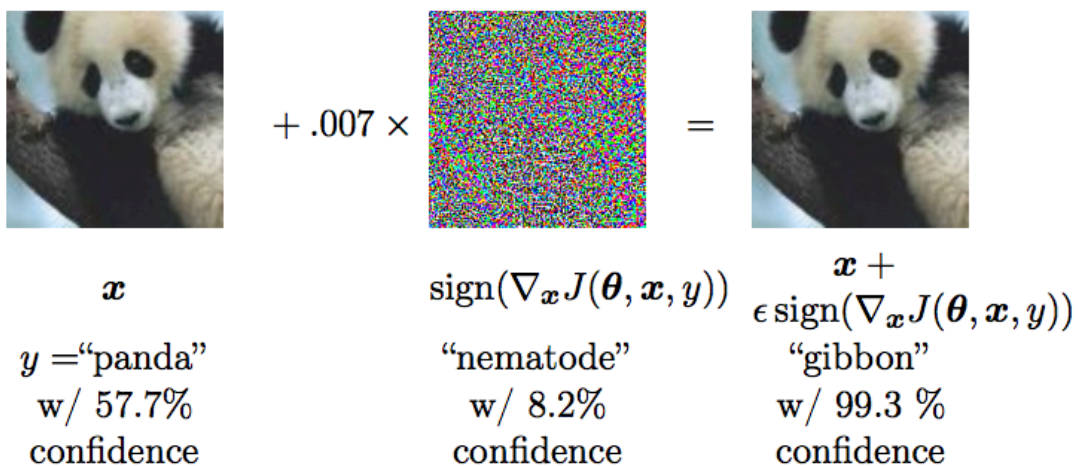 + .007 ×
=
x
y =“panda”
w/ 57.7%
confidence
sign(∇ₓJ(θ, x, y))
“nematode”
w/ 8.2%
confidence
x +
ϵ sign(∇ₓJ(θ, x, y))
“gibbon”
w/ 99.3 %
confidence